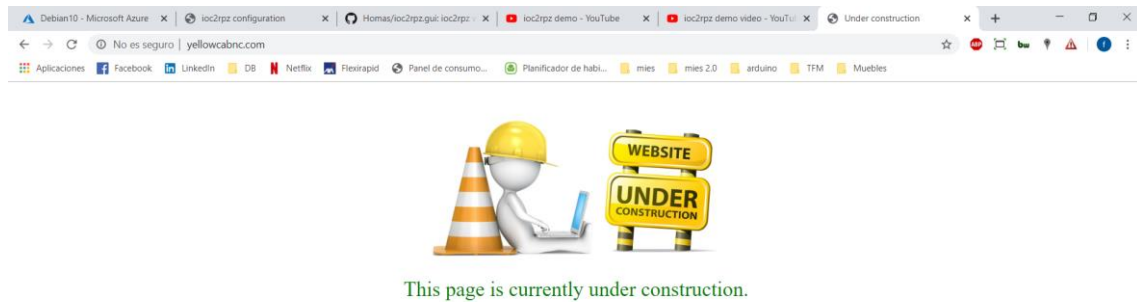 Debian10 - Microsoft Azure
ioc2rpz configuration
Homas/ioc2rpz.gui: ioc2rpz
ioc2rpz demo - YouTube
ioc2rpz demo video - YouTu
Under construction
No es seguro | yellowcabnc.com
ABP
bw
f
Aplicaciones
Facebook
LinkedIn
DB
Netflix
Flexirapid
Panel de consumo...
Planificador de habi...
mies
mies 2.0
arduino
TFM
Muebles
WEBSITE
UNDER
CONSTRUCTION
This page is currently under construction.